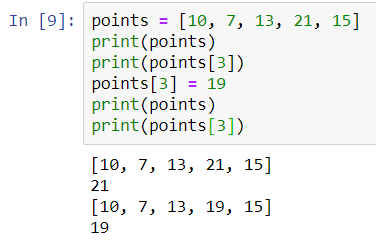 In [9]: points = [10, 7, 13, 21, 15]
print(points)
print(points[3])
points[3] = 19
print(points)
print(points[3])
[10, 7, 13, 21, 15]
21
[10, 7, 13, 19, 15]
19